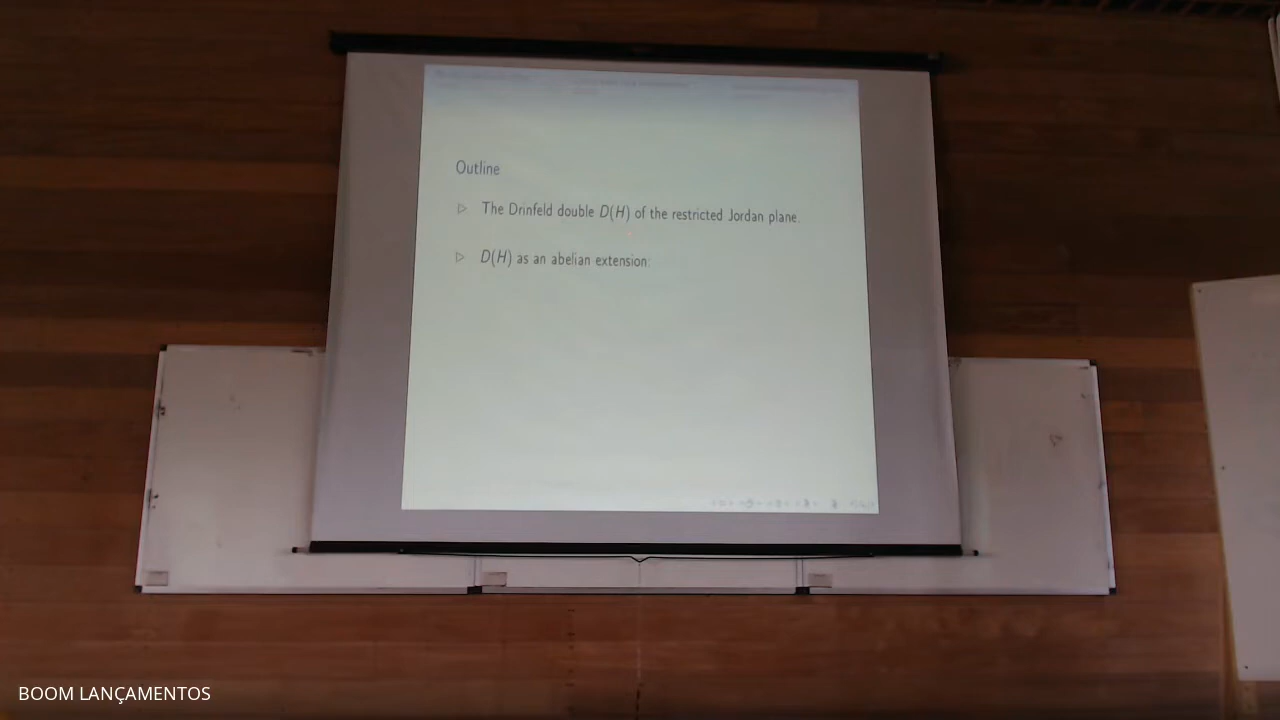 Outline
▷ The Drinfeld double D(H) of the restricted Jordan plane.
▷ D(H) as an abelian extension:
BOOM LANÇAMENTOS